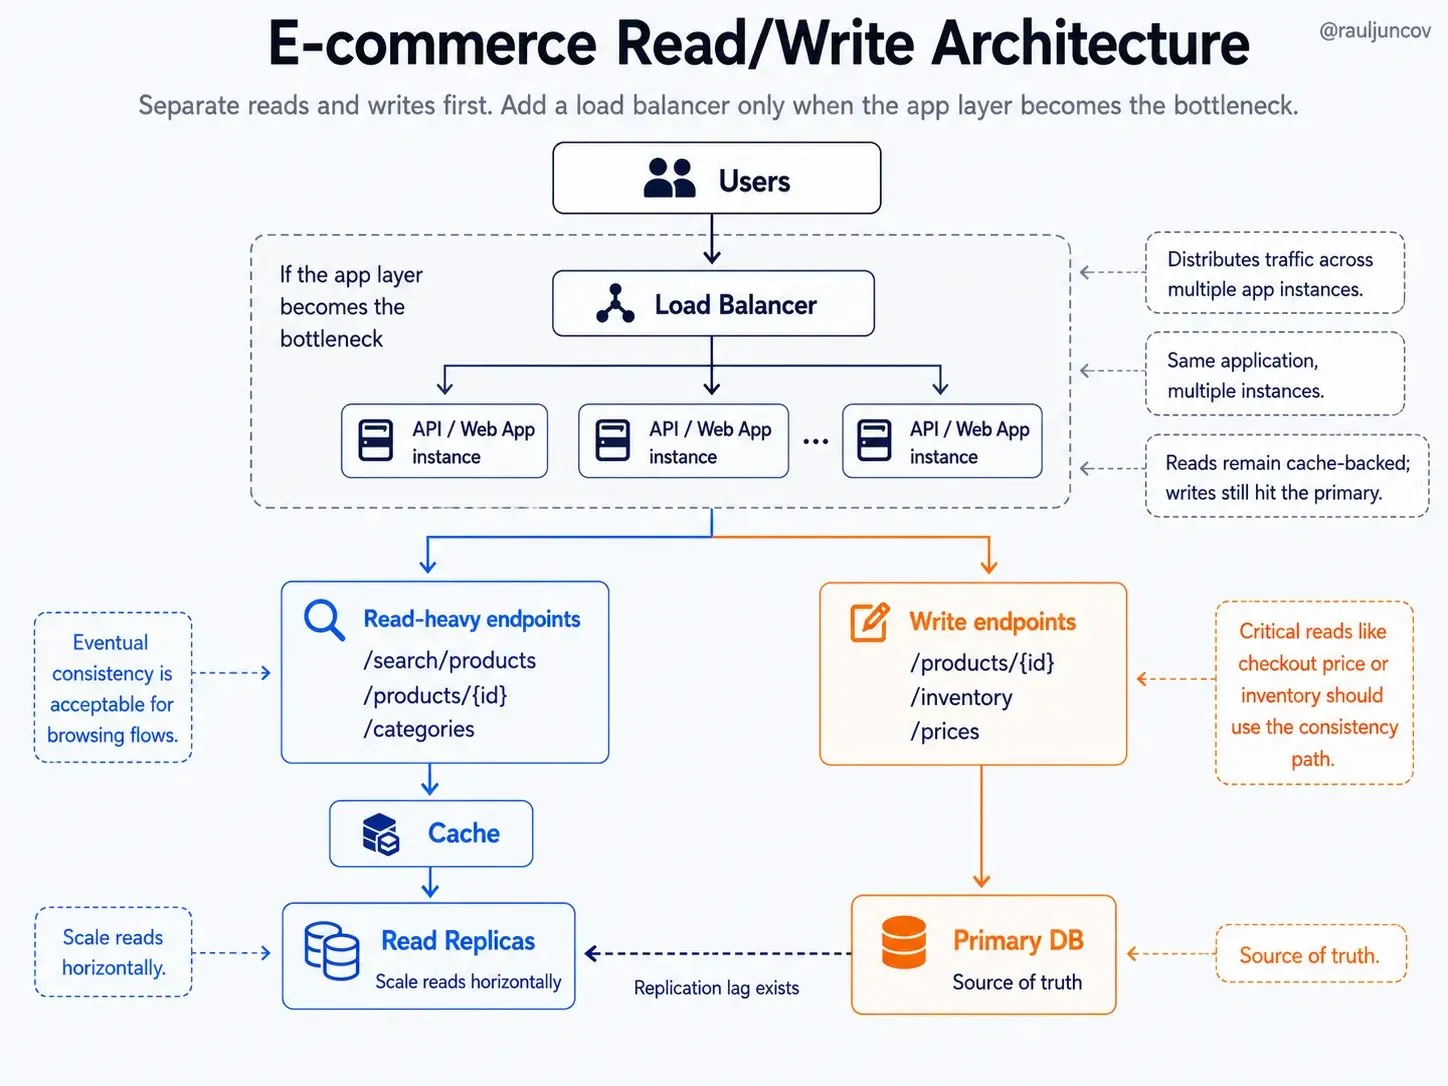 E-commerce Read/Write Architecture
@rauljuncov
Separate reads and writes first. Add a load balancer only when the app layer becomes the bottleneck.
Users
If the app layer
becomes the
bottleneck
Load Balancer
Distributes traffic across
multiple app instances.
Same application,
multiple instances.
API / Web App
instance
API / Web App
instance
...
API / Web App
instance
Reads remain cache-backed;
writes still hit the primary.
Eventual
consistency is
acceptable for
browsing flows.
Read-heavy endpoints
/search/products
/products/{id}
/categories
Write endpoints
/products/{id}
/inventory
/prices
Critical reads like
checkout price or
inventory should
use the consistency
path.
Cache
Scale reads
horizontally.
Read Replicas
Scale reads horizontally
Replication lag exists
Primary DB
Source of truth
Source of truth.